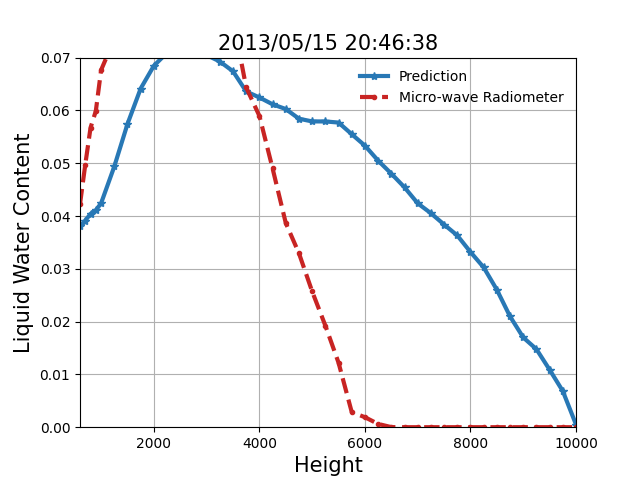 2013/05/15 20:46:38
Prediction
Micro-wave Radiometer
Liquid Water Content
0.07
0.06
0.05
0.04
0.03
0.02
0.01
0.00
2000 4000 6000 8000 10000
Height